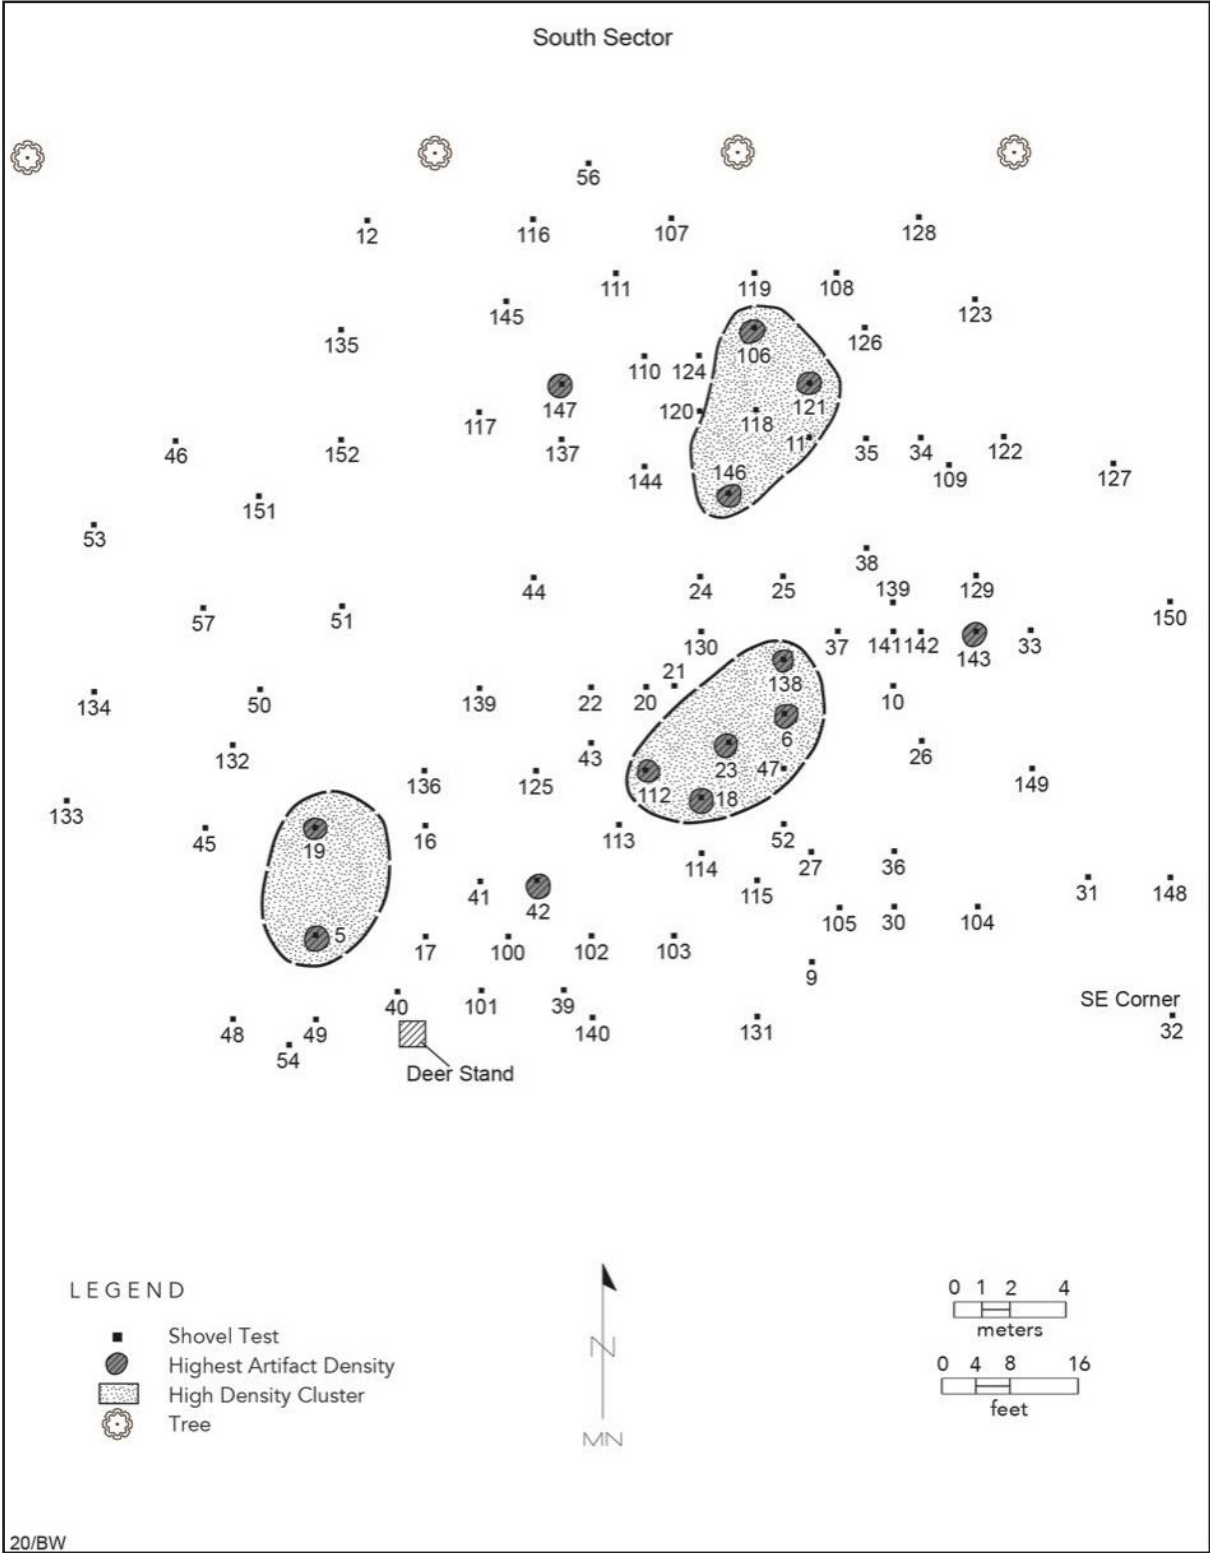 South Sector
56
12 116 107 128
111 119 108
145 123
135 106 126
110 124
147 121
117 120 118
46 152 137 11 35 34 122
144 146 109 127
151
53
38
44 24 25 139 129
57 51 150
130 37 141 142 143 33
21 138
134 50 139 22 20 10
132 43 23 6 26
136 125 112 18 47 149
133
45 19 16 113 52
114 27 36
41 42 115 31 148
5 105 30 104
17 100 102 103
9
40 101 39 SE Corner
48 49 140 131 32
54
Deer Stand
LEGEND
Shovel Test
Highest Artifact Density
High Density Cluster
Tree
N
MN
0 1 2 4
meters
0 4 8 16
feet
20/BW